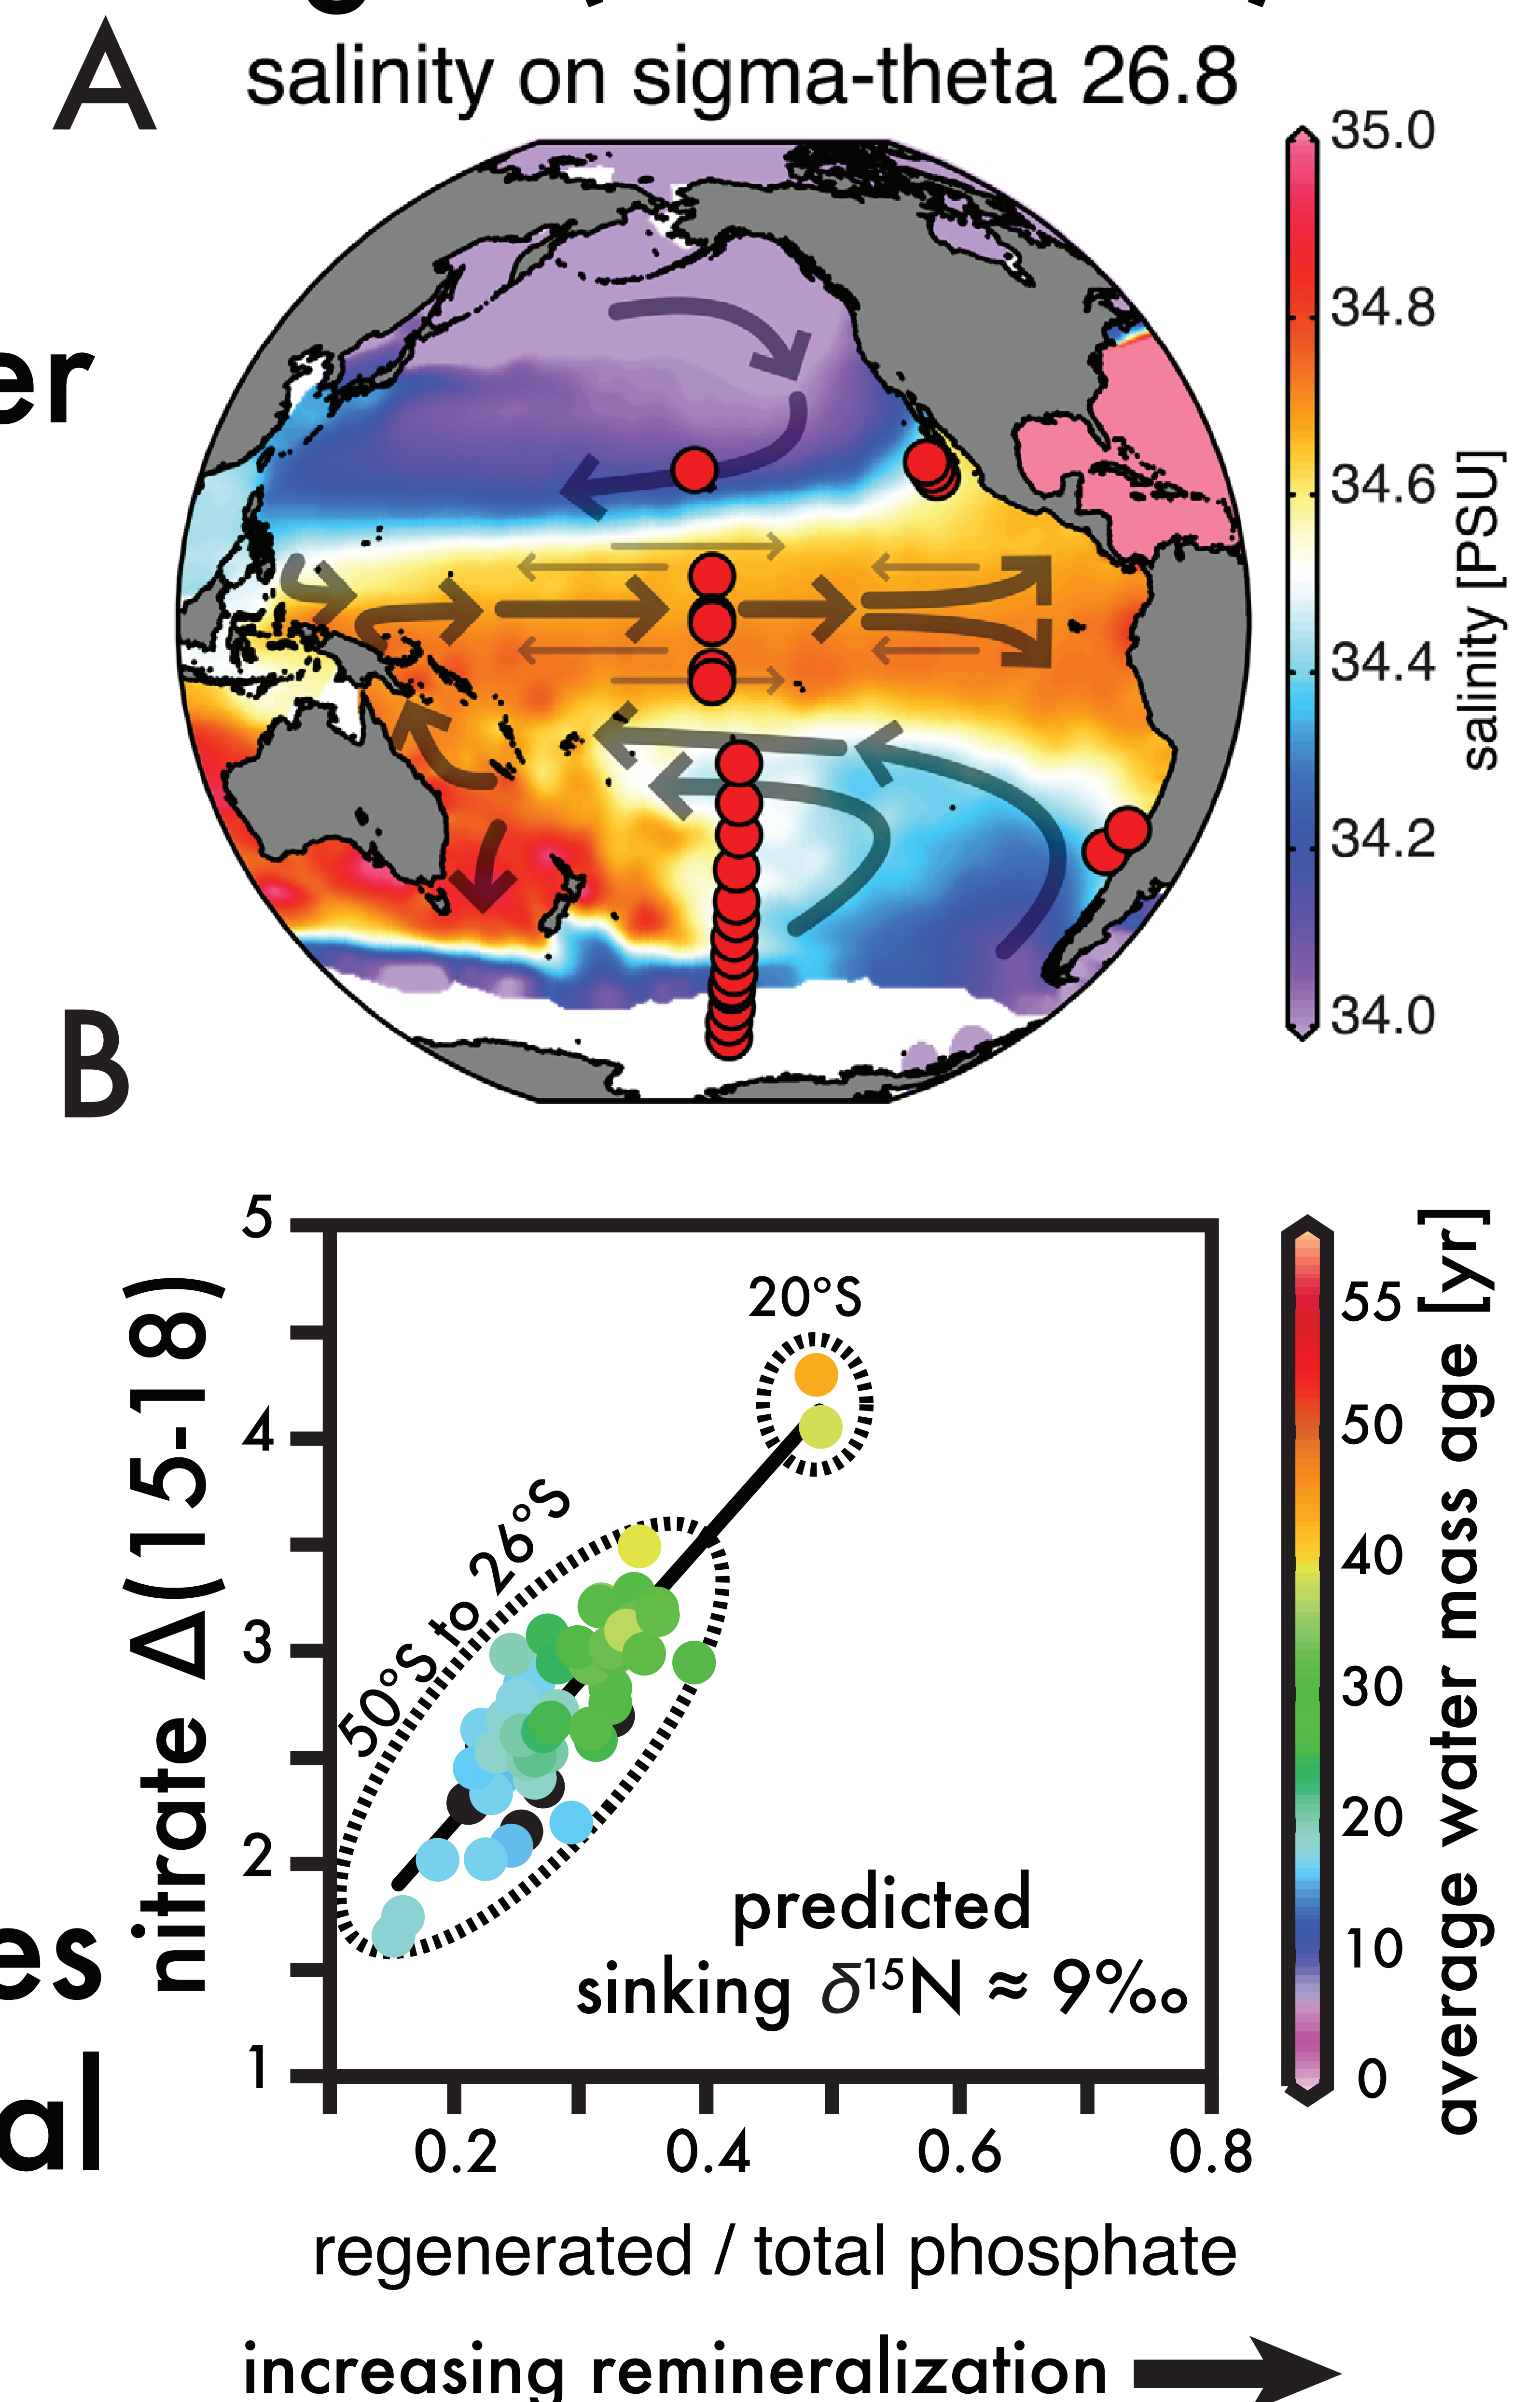 A
salinity on sigma-theta 26.8
35.0
34.8
34.6
34.4
34.2
34.0
salinity [PSU]
er
B
5
4
3
2
1
nitrate Δ(15-18)
20°S
50°S to 26°S
predicted
sinking δ¹⁵N ≈ 9‰
55
50
40
30
20
10
0
average water mass age [yr]
es
al
0.2 0.4 0.6 0.8
regenerated / total phosphate
increasing remineralization